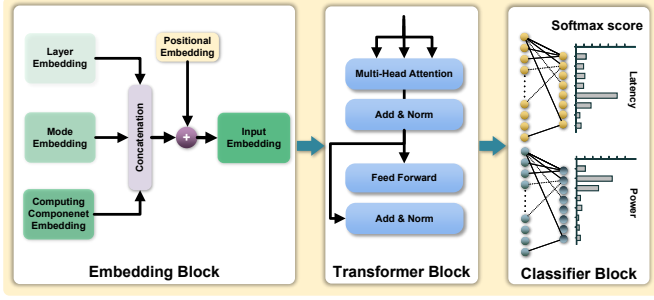 Layer
Embedding
Mode
Embedding
Computing
Componenet
Embedding
Concatenation
Positional
Embedding
+
Input
Embedding
Embedding Block
Multi-Head Attention
Add & Norm
Feed Forward
Add & Norm
Transformer Block
Softmax score
Latency
Power
Classifier Block